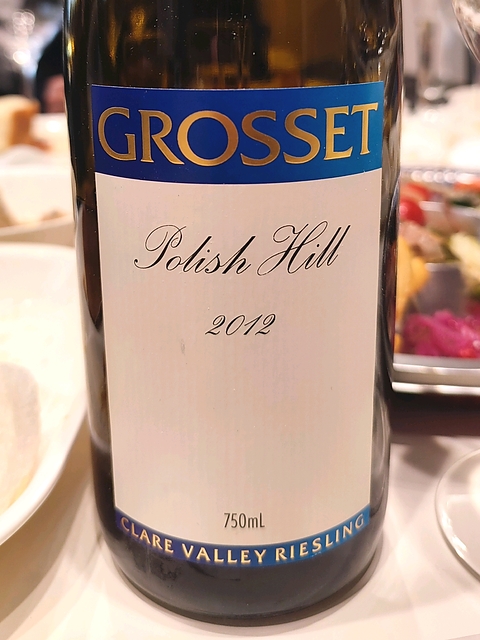 GROSSET
Polish Hill
2012
750mL
CLARE VALLEY RIESLING